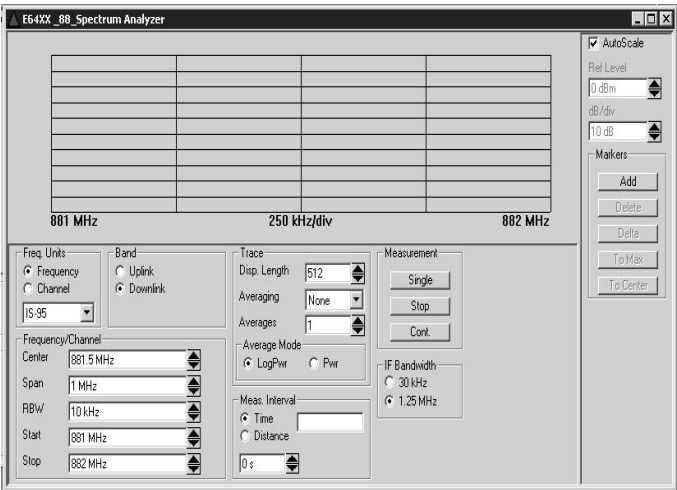 E64XX _88_Spectrum Analyzer
881 MHz 250 kHz/div 882 MHz
AutoScale
Ref Level
0 dBm
dB/div
10 dB
Markers
Add
Delete
Delta
To Max
To Center
Freq. Units
Frequency
Channel
IS-95
Band
Uplink
Downlink
Frequency/Channel
Center 881.5 MHz
Span 1 MHz
RBW 10 kHz
Start 881 MHz
Stop 882 MHz
Trace
Disp. Length 512
Averaging None
Averages 1
Average Mode
LogPwr Pwr
Meas. Interval
Time
Distance
0 s
Measurement
Single
Stop
Cont.
IF Bandwidth
30 kHz
1.25 MHz